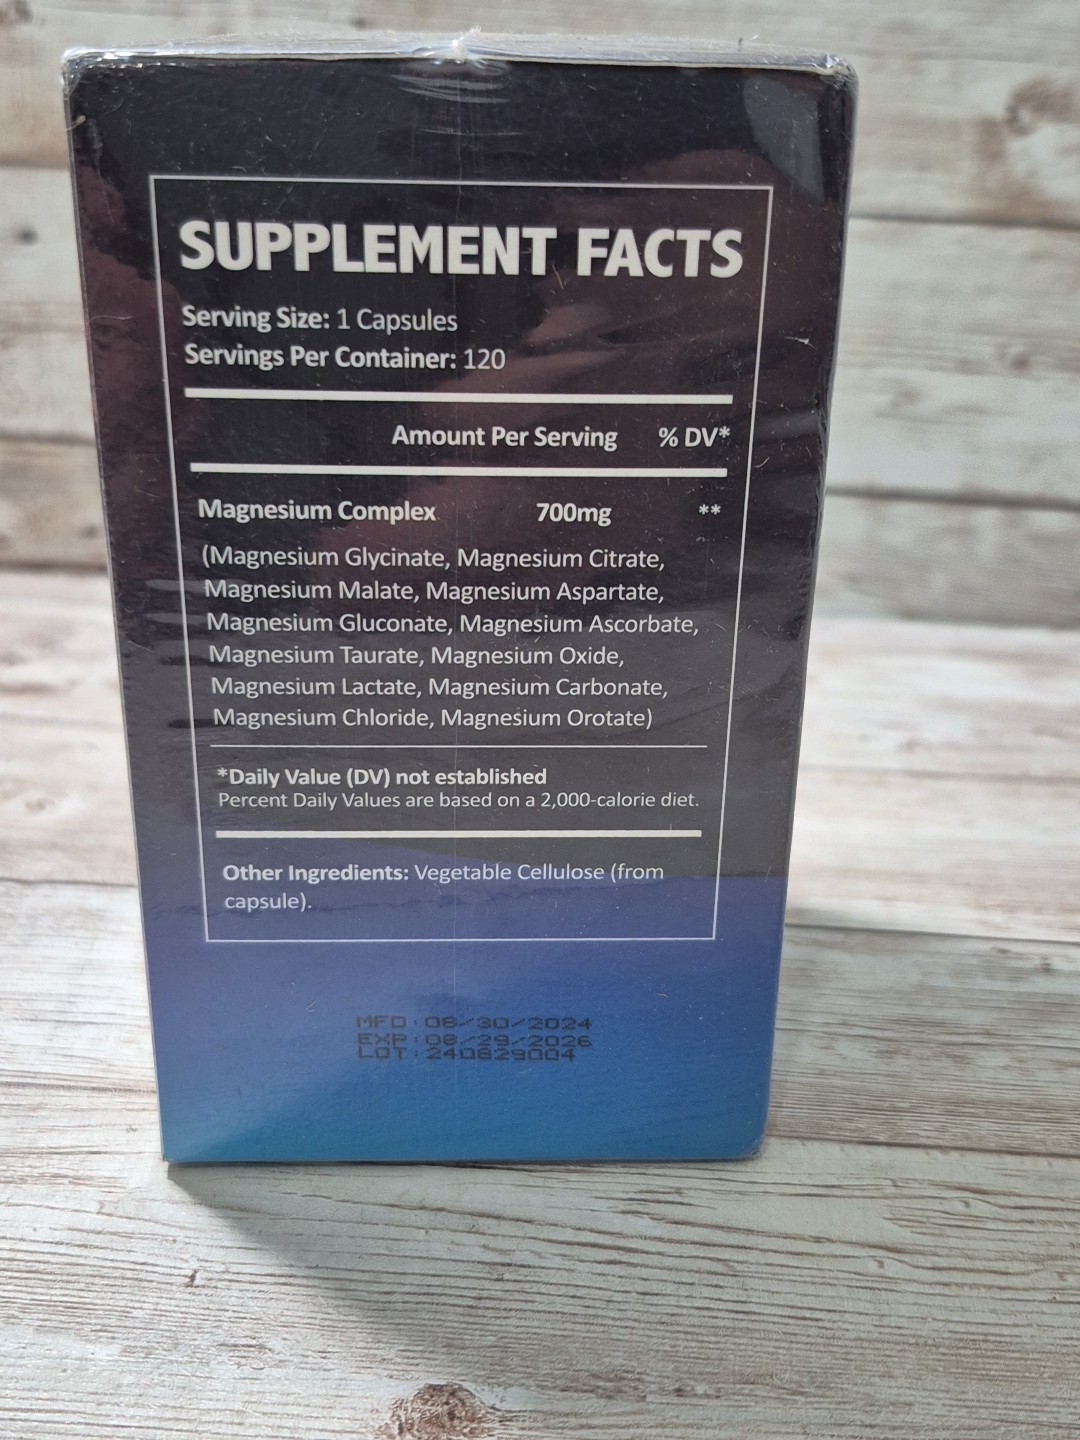 SUPPLEMENT FACTS
Serving Size: 1 Capsules
Servings Per Container: 120
Amount Per Serving % DV*
Magnesium Complex 700mg **
(Magnesium Glycinate, Magnesium Citrate,
Magnesium Malate, Magnesium Aspartate,
Magnesium Gluconate, Magnesium Ascorbate,
Magnesium Taurate, Magnesium Oxide,
Magnesium Lactate, Magnesium Carbonate,
Magnesium Chloride, Magnesium Orotate)
*Daily Value (DV) not established
Percent Daily Values are based on a 2,000-calorie diet.
Other Ingredients: Vegetable Cellulose (from
capsule).
MFD: 08/30/2024
EXP: 08/29/2026
LOT: 240829004